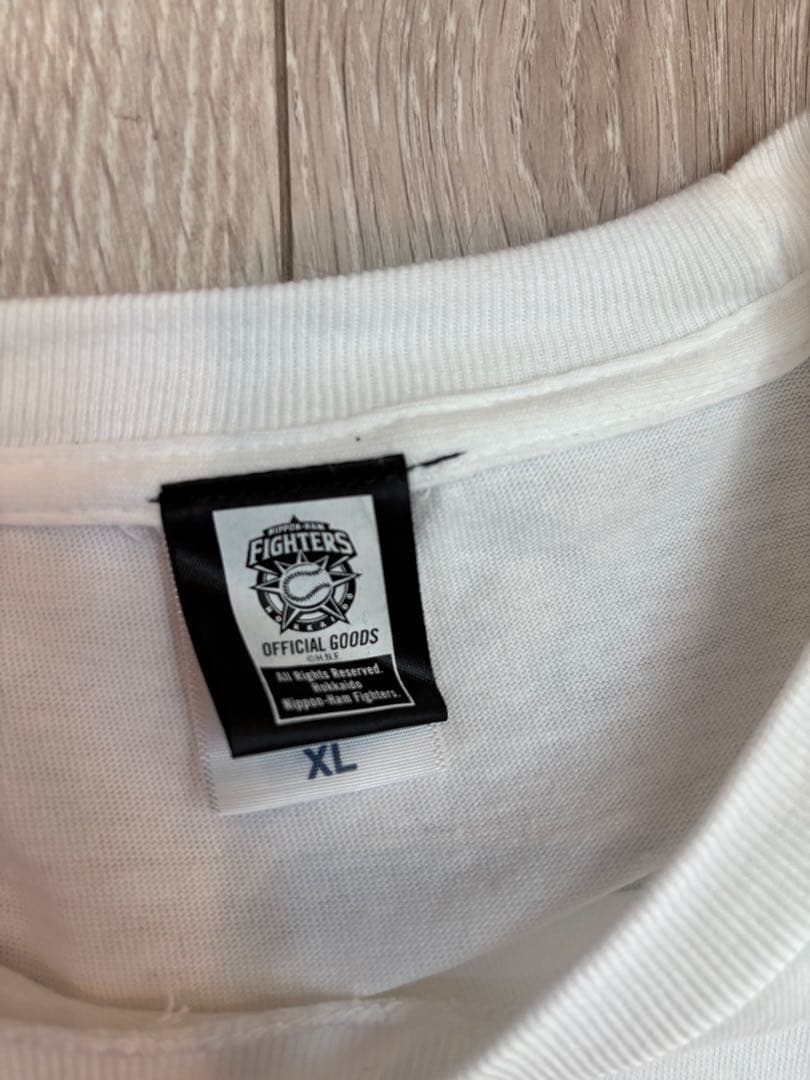 NIPPON-HAM
FIGHTERS
HOKKAIDO
OFFICIAL GOODS
©H.N.F.
All Rights Reserved.
Hokkaido
Nippon-Ham Fighters.
XL